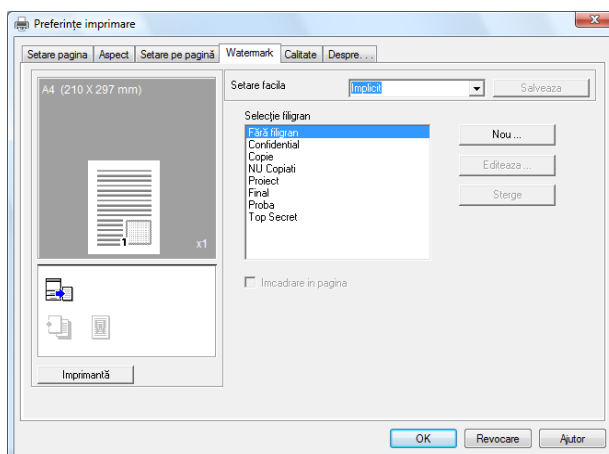 Preferințe imprimare
Setare pagina Aspect Setare pe pagină Watermark Calitate Despre. . .
A4 (210 X 297 mm)
1
x1
Imprimantă
Setare facila Implicit Salveaza
Selecție filigran
Fără filigran
Confidential
Copie
NU Copiati
Proiect
Final
Proba
Top Secret
Nou ...
Editeaza ...
Sterge
Imcadrare in pagina
OK Revocare Ajutor